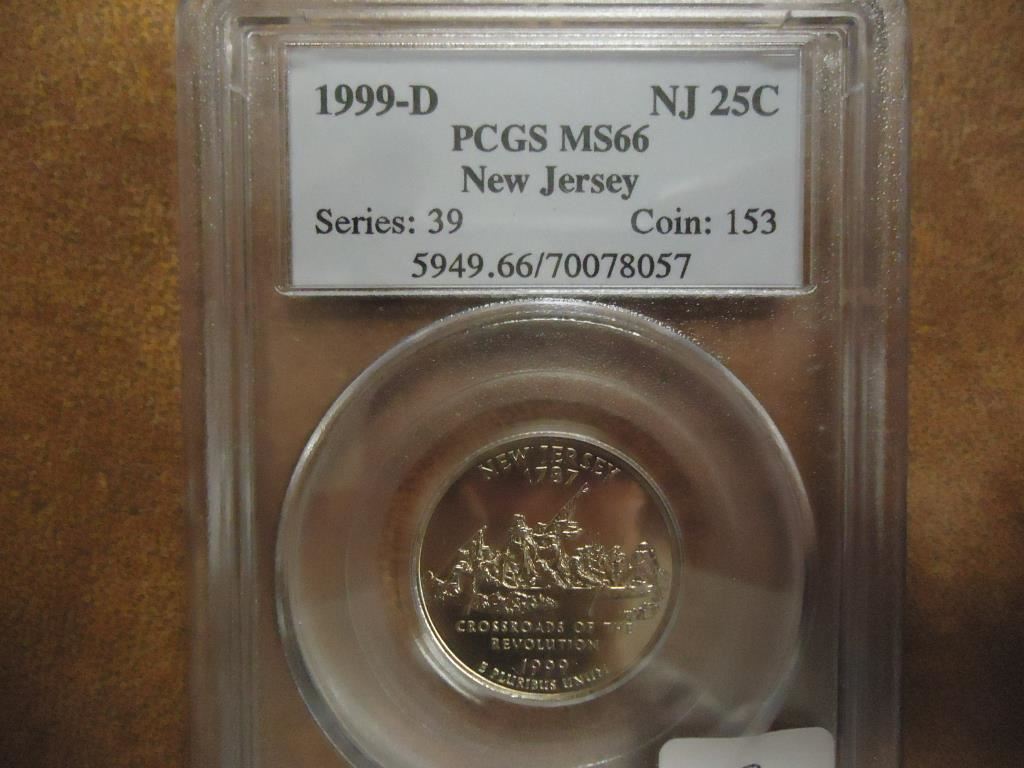 1999-D NJ 25C
PCGS MS66
New Jersey
Series: 39 Coin: 153
5949.66/70078057
NEW JERSEY
1787
CROSSROADS OF THE
REVOLUTION
1999
E PLURIBUS UNUM